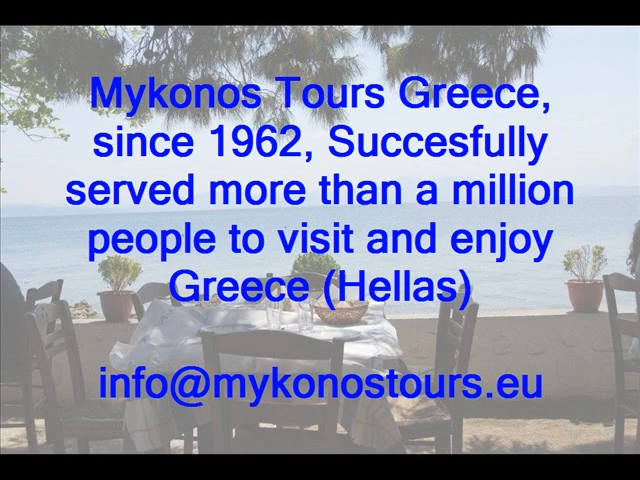 Mykonos Tours Greece,
since 1962, Succesfully
served more than a million
people to visit and enjoy
Greece (Hellas)
info@mykonostours.eu